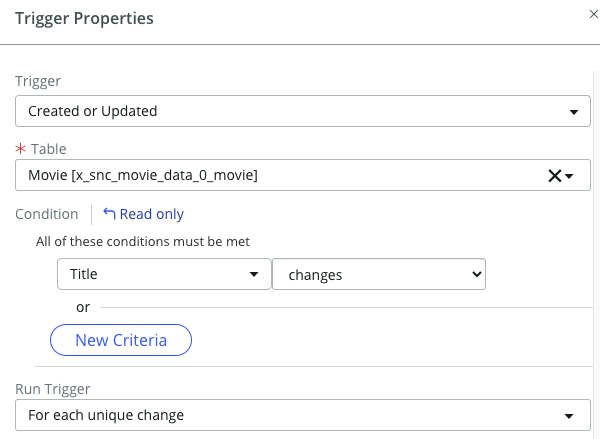 Trigger Properties
Trigger
Created or Updated
* Table
Movie [x_snc_movie_data_0_movie]
Condition Read only
All of these conditions must be met
Title changes
or
New Criteria
Run Trigger
For each unique change